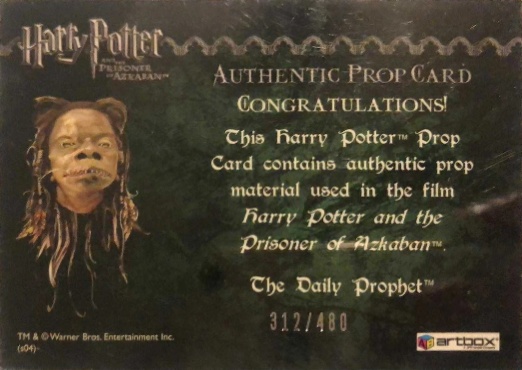 Harry Potter
AND THE
PRISONER
OF AZKABAN™
AUTHENTIC PROP CARD
CONGRATULATIONS!
This Harry Potter™ Prop
Card contains authentic prop
material used in the film
Harry Potter and the
Prisoner of Azkaban™.
The Daily Prophet™
312/480
TM & © Warner Bros. Entertainment Inc.
(s04)
artbox